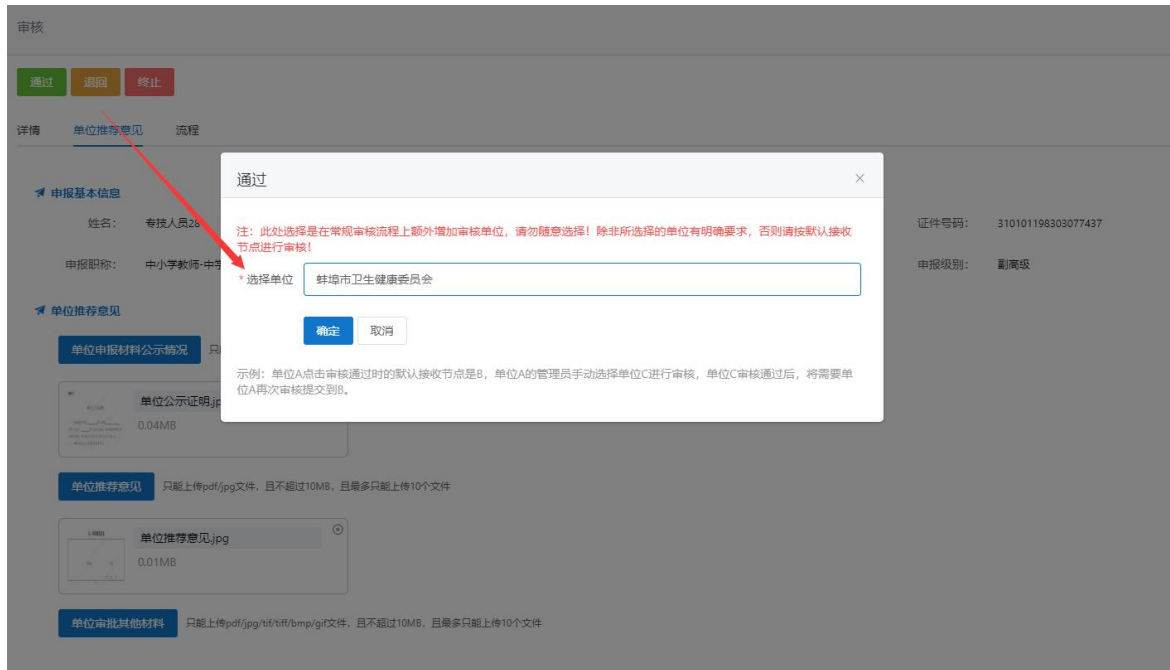 审核
通过 退回 终止
详情 单位推荐意见 流程
申报基本信息
姓名： 专技人员28
证件号码： 310101198303077437
申报职称： 中小学教师-中学
申报级别： 副高级
通过
注：此处选择是在常规审核流程上额外增加审核单位，请勿随意选择！除非所选择的单位有明确要求，否则请按默认接收
节点进行审核！
* 选择单位 蚌埠市卫生健康委员会
确定 取消
示例：单位A点击审核通过时的默认接收节点是B，单位A的管理员手动选择单位C进行审核，单位C审核通过后，将需要单
位A再次审核提交到B。
单位推荐意见
单位申报材料公示情况
单位公示证明.jp
0.04MB
单位推荐意见 只能上传pdf/jpg文件，且不超过10MB，且最多只能上传10个文件
单位推荐意见.jpg
0.01MB
单位审批其他材料 只能上传pdf/jpg/tif/tiff/bmp/gif文件，且不超过10MB，且最多只能上传10个文件